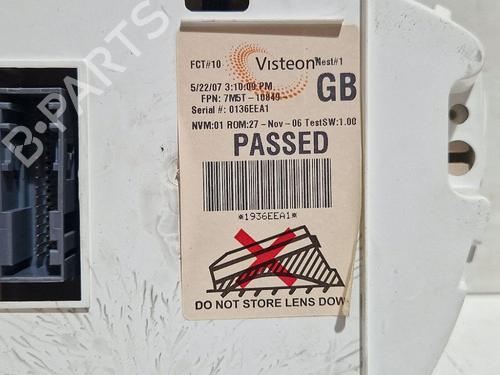 FCT#10 Visteon Nest#1
5/22/07 3:10:09 PM
FPN: 7M5T-10849-
GB
Serial #: 0136EEA1
NVM:01 ROM:27 - Nov - 06 TestSW:1.00
PASSED
*1936EEA1*
DO NOT STORE LENS DOW
B-PARTS